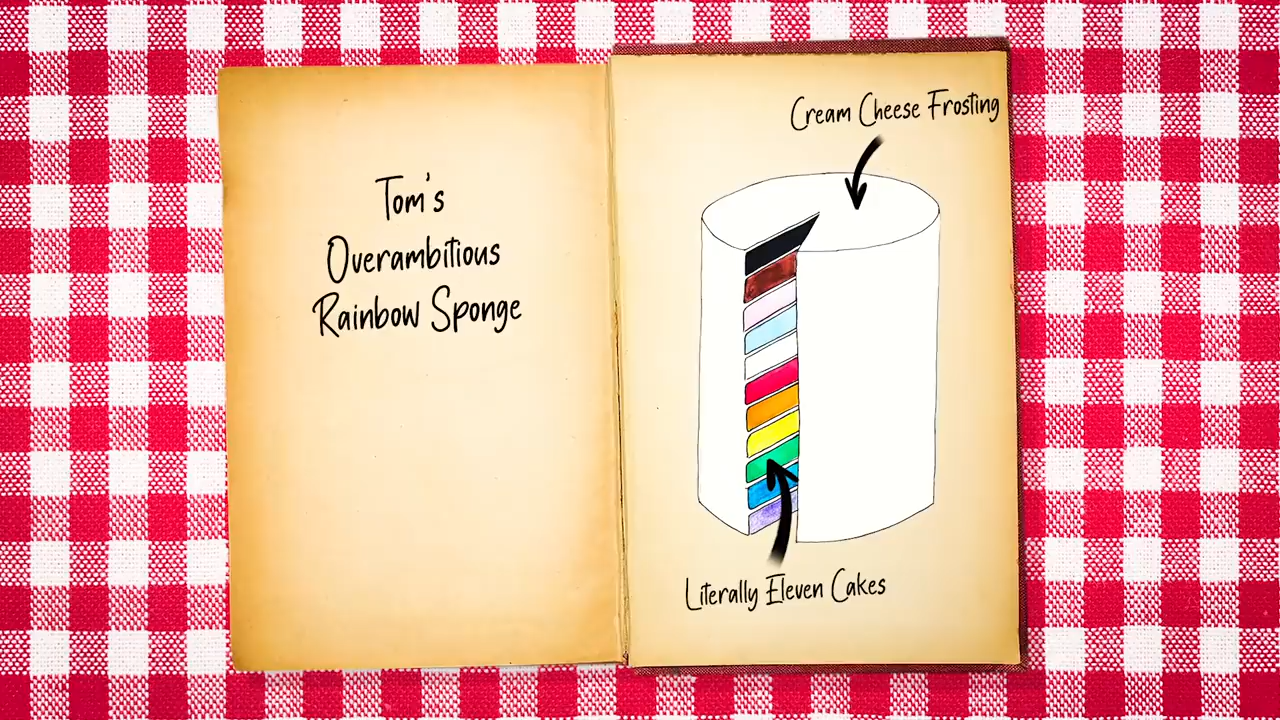 Tom's
Overambitious
Rainbow Sponge
Cream Cheese Frosting
Literally Eleven Cakes